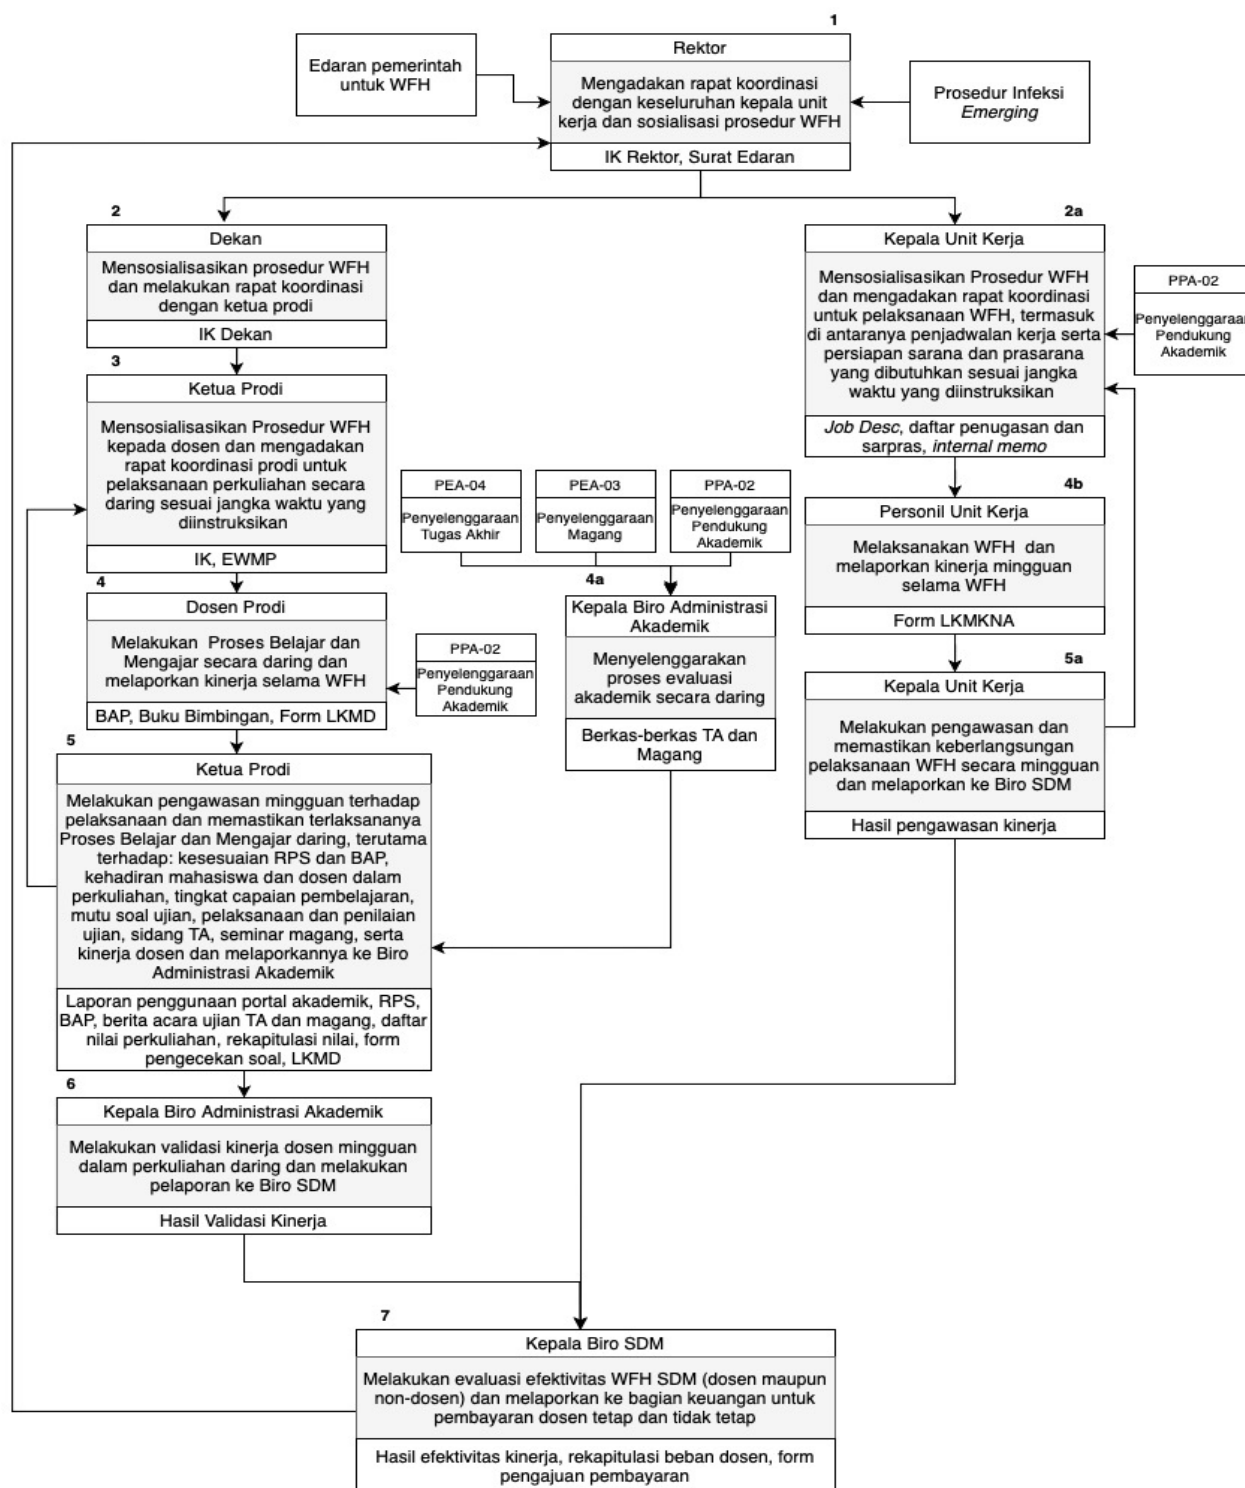 1
Rektor
Edaran pemerintah
untuk WFH
Mengadakan rapat koordinasi
dengan keseluruhan kepala unit
kerja dan sosialisasi prosedur WFH
Prosedur Infeksi
Emerging
IK Rektor, Surat Edaran
2
Dekan
Mensosialisasikan prosedur WFH
dan melakukan rapat koordinasi
dengan ketua prodi
IK Dekan
2a
Kepala Unit Kerja
Mensosialisasikan Prosedur WFH
dan mengadakan rapat koordinasi
untuk pelaksanaan WFH, termasuk
di antaranya penjadwalan kerja serta
persiapan sarana dan prasarana
yang dibutuhkan sesuai jangka
waktu yang diinstruksikan
Job Desc, daftar penugasan dan
sarpras, internal memo
PPA-02
Penyelenggaraan
Pendukung
Akademik
3
Ketua Prodi
Mensosialisasikan Prosedur WFH
kepada dosen dan mengadakan
rapat koordinasi prodi untuk
pelaksanaan perkuliahan secara
daring sesuai jangka waktu yang
diinstruksikan
IK, EWMP
PEA-04
Penyelenggaraan
Tugas Akhir
PEA-03
Penyelenggaraan
Magang
PPA-02
Penyelenggaraan
Pendukung
Akademik
4b
Personil Unit Kerja
Melaksanakan WFH dan
melaporkan kinerja mingguan
selama WFH
Form LKMKNA
4
Dosen Prodi
Melakukan Proses Belajar dan
Mengajar secara daring dan
melaporkan kinerja selama WFH
BAP, Buku Bimbingan, Form LKMD
PPA-02
Penyelenggaraan
Pendukung
Akademik
4a
Kepala Biro Administrasi
Akademik
Menyelenggarakan
proses evaluasi
akademik secara daring
Berkas-berkas TA dan
Magang
5a
Kepala Unit Kerja
Melakukan pengawasan dan
memastikan keberlangsungan
pelaksanaan WFH secara mingguan
dan melaporkan ke Biro SDM
Hasil pengawasan kinerja
5
Ketua Prodi
Melakukan pengawasan mingguan terhadap
pelaksanaan dan memastikan terlaksananya
Proses Belajar dan Mengajar daring, terutama
terhadap: kesesuaian RPS dan BAP,
kehadiran mahasiswa dan dosen dalam
perkuliahan, tingkat capaian pembelajaran,
mutu soal ujian, pelaksanaan dan penilaian
ujian, sidang TA, seminar magang, serta
kinerja dosen dan melaporkannya ke Biro
Administrasi Akademik
Laporan penggunaan portal akademik, RPS,
BAP, berita acara ujian TA dan magang, daftar
nilai perkuliahan, rekapitulasi nilai, form
pengecekan soal, LKMD
6
Kepala Biro Administrasi Akademik
Melakukan validasi kinerja dosen mingguan
dalam perkuliahan daring dan melakukan
pelaporan ke Biro SDM
Hasil Validasi Kinerja
7
Kepala Biro SDM
Melakukan evaluasi efektivitas WFH SDM (dosen maupun
non-dosen) dan melaporkan ke bagian keuangan untuk
pembayaran dosen tetap dan tidak tetap
Hasil efektivitas kinerja, rekapitulasi beban dosen, form
pengajuan pembayaran